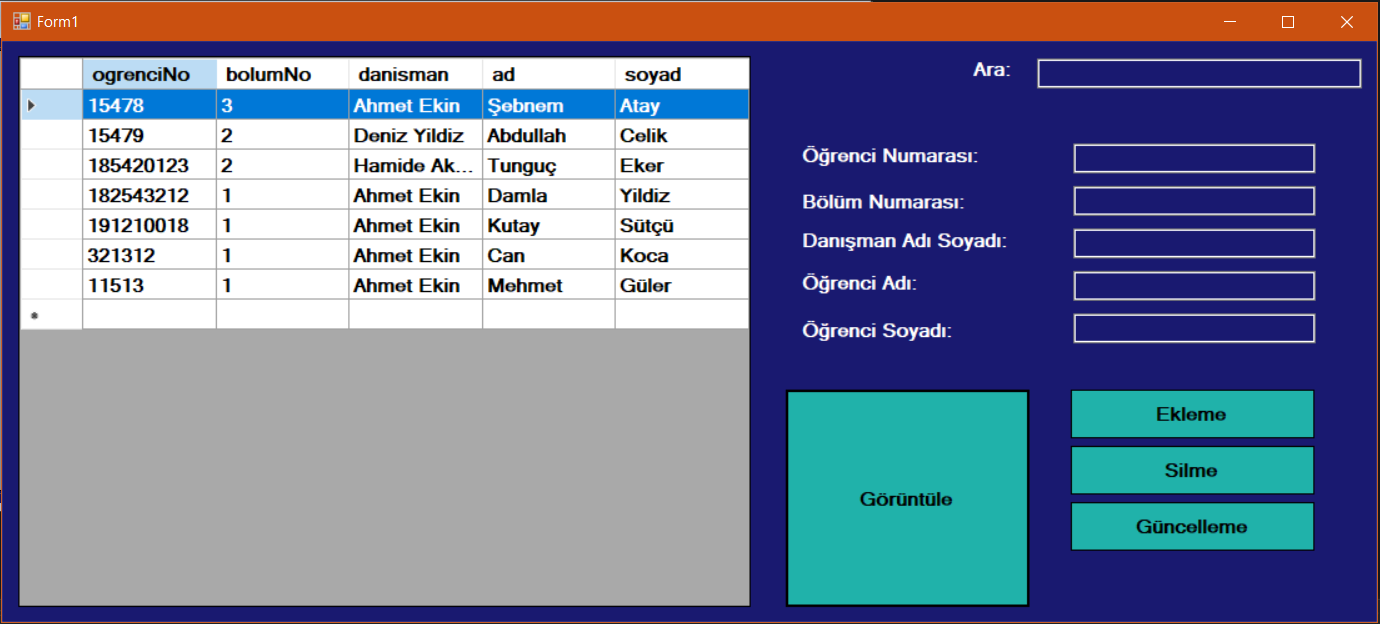 Form1
ogrenciNo bolumNo danisman ad soyad
15478 3 Ahmet Ekin Şebnem Atay
15479 2 Deniz Yildiz Abdullah Celik
185420123 2 Hamide Ak... Tunguç Eker
182543212 1 Ahmet Ekin Damla Yildiz
191210018 1 Ahmet Ekin Kutay Sütçü
321312 1 Ahmet Ekin Can Koca
11513 1 Ahmet Ekin Mehmet Güler
Ara:
Öğrenci Numarası:
Bölüm Numarası:
Danışman Adı Soyadı:
Öğrenci Adı:
Öğrenci Soyadı:
Görüntüle
Ekleme
Silme
Güncelleme